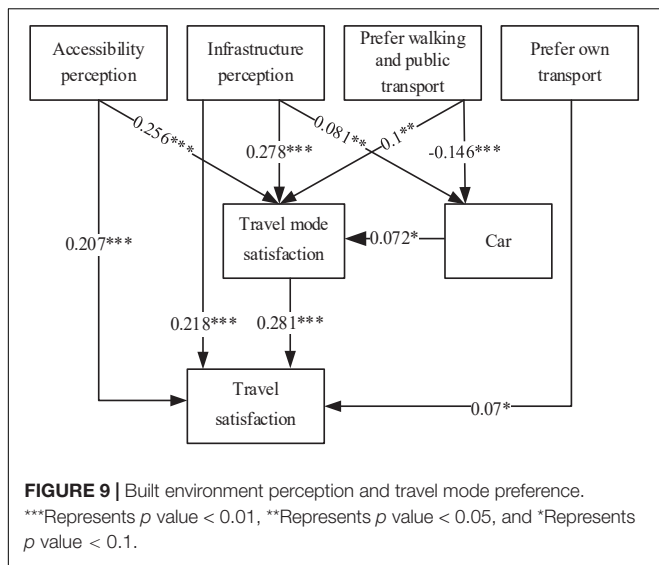 Accessibility
perception
Infrastructure
perception
Prefer walking
and public
transport
Prefer own
transport
0.256***
0.278***
0.081**
0.1**
-0.146***
Travel mode
satisfaction
0.072*
Car
0.207***
0.218***
0.281***
Travel
satisfaction
0.07*
FIGURE 9 | Built environment perception and travel mode preference.
***Represents p value < 0.01, **Represents p value < 0.05, and *Represents
p value < 0.1.